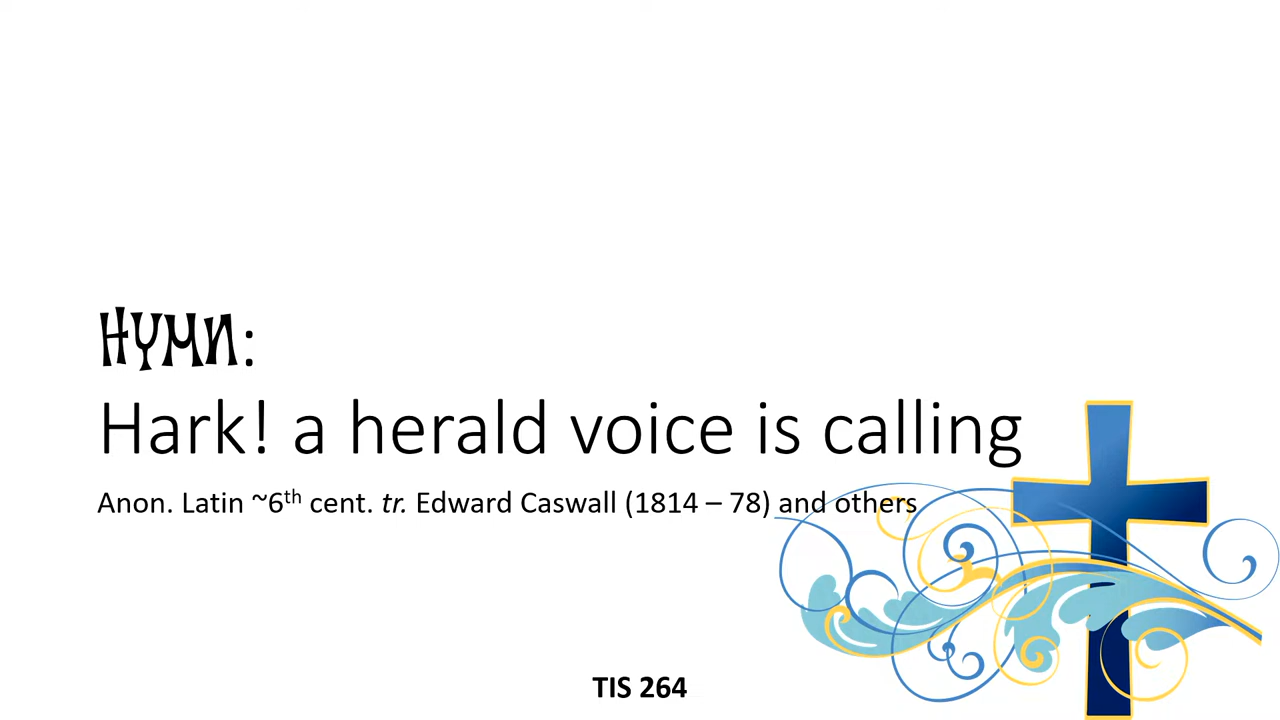 HYMN:
Hark! a herald voice is calling
Anon. Latin ~6th cent. tr. Edward Caswall (1814 – 78) and others
TIS 264